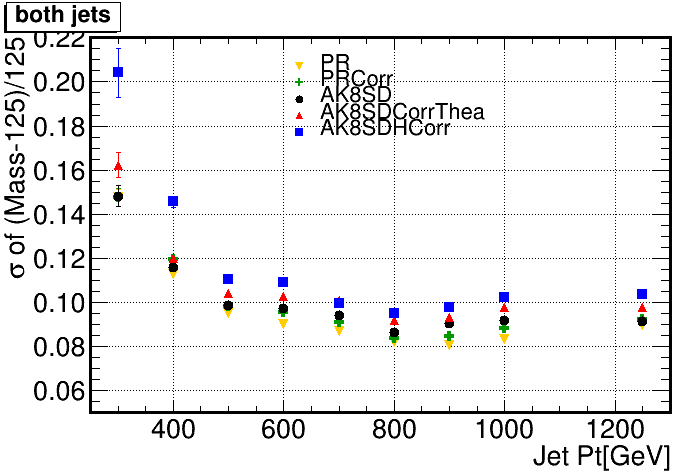 both jets
σ of (Mass-125)/125
0.22
0.20
0.18
0.16
0.14
0.12
0.10
0.08
0.06
PR
PRCorr
AK8SD
AK8SDCorrThea
AK8SDHCorr
400 600 800 1000 1200
Jet Pt[GeV]